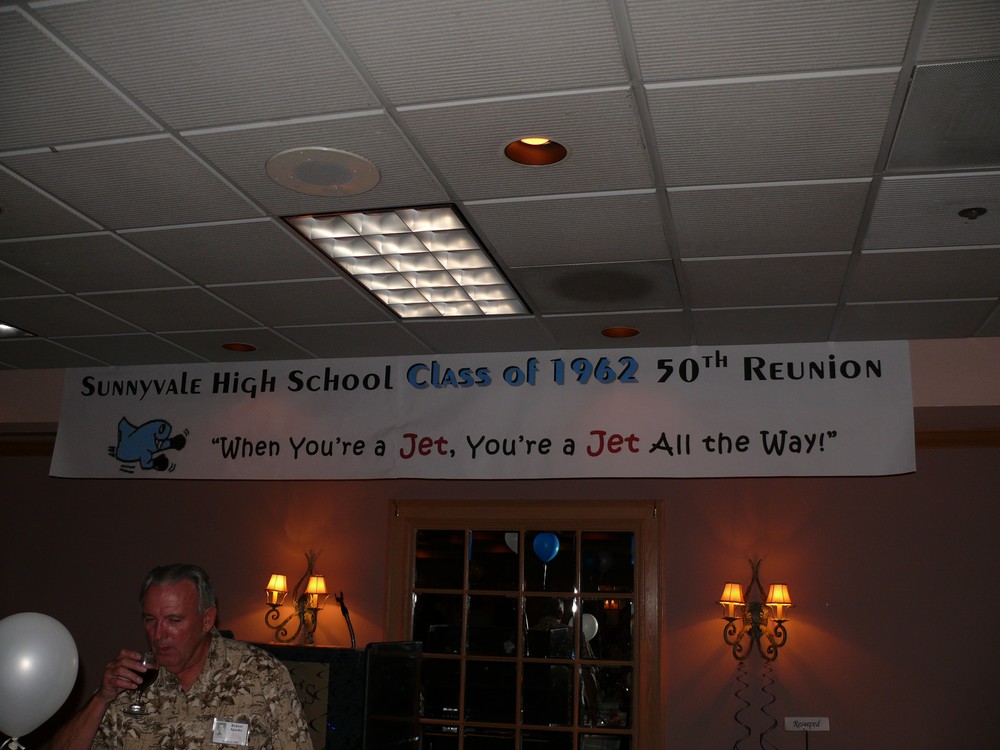 Sunnyvale High School Class of 1962 50th Reunion
"When You're a Jet, You're a Jet All the Way!"
Reserved